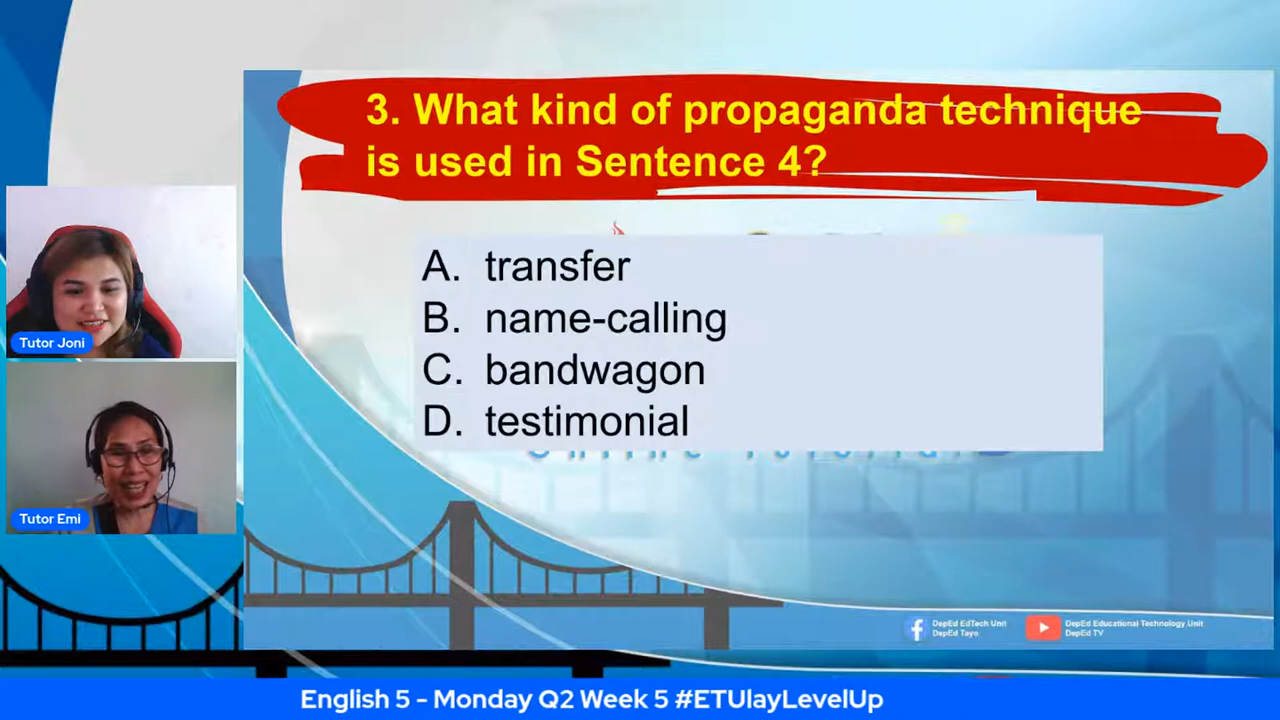 3. What kind of propaganda technique
is used in Sentence 4?
A. transfer
B. name-calling
C. bandwagon
D. testimonial
Tutor Joni
Tutor Emi
DepEd EdTech Unit
DepEd Tayo
DepEd Educational Technology Unit
DepEd TV
English 5 - Monday Q2 Week 5 #ETUlayLevelUp